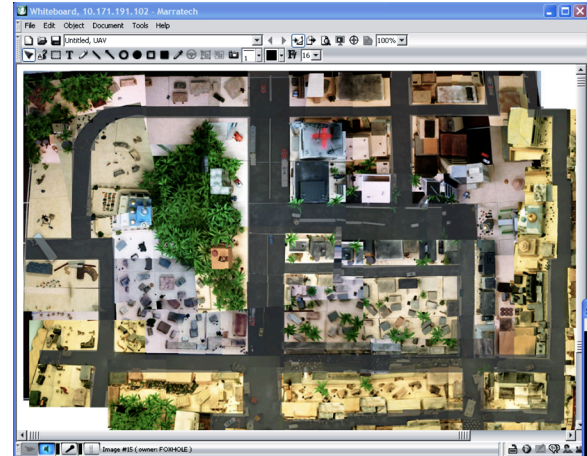 Whiteboard, 10.171.191.102 - Marratech
File Edit Object Document Tools Help
Untitled, UAV
100%
T
1
16
Image #15 ( owner: FOXHOLE )